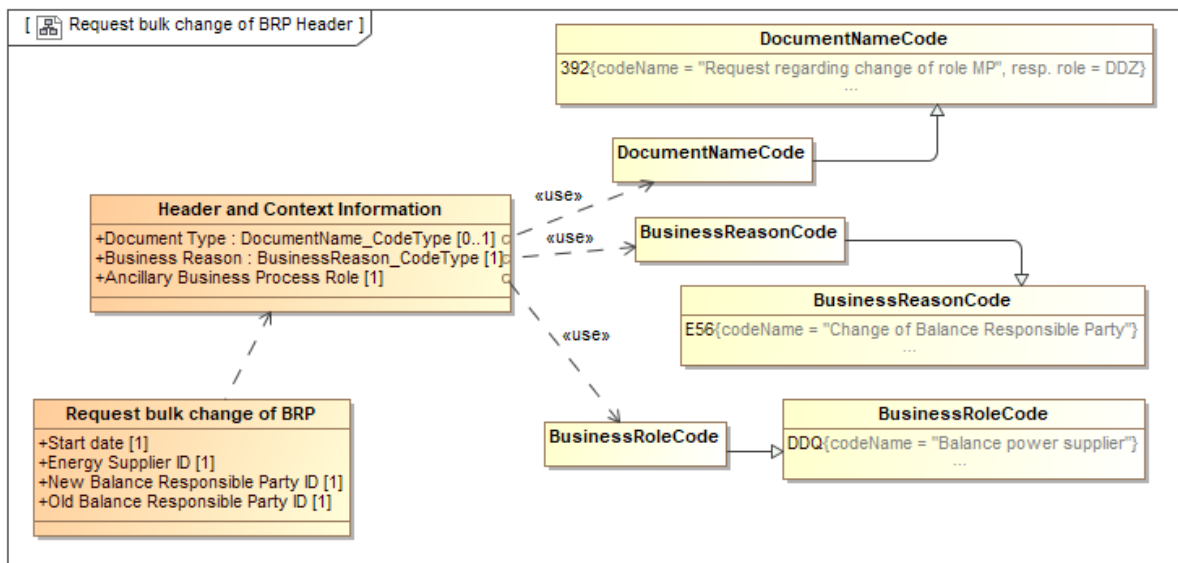 [ Request bulk change of BRP Header ]
DocumentNameCode
392{codeName = "Request regarding change of role MP", resp. role = DDZ}
...
DocumentNameCode
«use»
Header and Context Information
+Document Type : DocumentName_CodeType [0..1]
+Business Reason : BusinessReason_CodeType [1]
+Ancillary Business Process Role [1]
«use»
BusinessReasonCode
BusinessReasonCode
E56{codeName = "Change of Balance Responsible Party"}
...
«use»
Request bulk change of BRP
+Start date [1]
+Energy Supplier ID [1]
+New Balance Responsible Party ID [1]
+Old Balance Responsible Party ID [1]
BusinessRoleCode
BusinessRoleCode
DDQ{codeName = "Balance power supplier"}
...